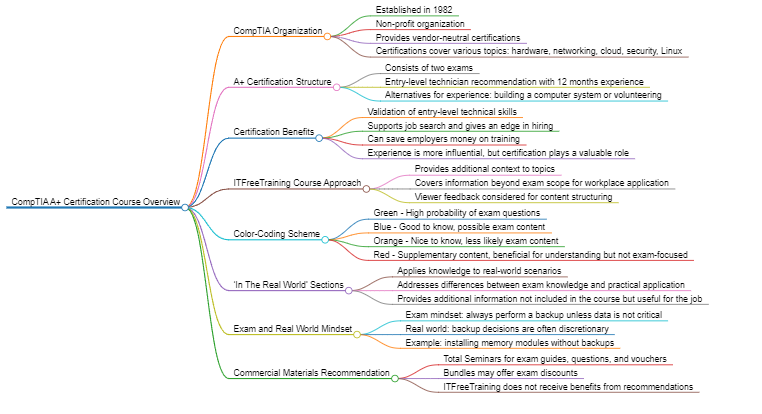 CompTIA A+ Certification Course Overview
CompTIA Organization
Established in 1982
Non-profit organization
Provides vendor-neutral certifications
Certifications cover various topics: hardware, networking, cloud, security, Linux
A+ Certification Structure
Consists of two exams
Entry-level technician recommendation with 12 months experience
Alternatives for experience: building a computer system or volunteering
Certification Benefits
Validation of entry-level technical skills
Supports job search and gives an edge in hiring
Can save employers money on training
Experience is more influential, but certification plays a valuable role
ITFreeTraining Course Approach
Provides additional context to topics
Covers information beyond exam scope for workplace application
Viewer feedback considered for content structuring
Color-Coding Scheme
Green - High probability of exam questions
Blue - Good to know, possible exam content
Orange - Nice to know, less likely exam content
Red - Supplementary content, beneficial for understanding but not exam-focused
'In The Real World' Sections
Applies knowledge to real-world scenarios
Addresses differences between exam knowledge and practical application
Provides additional information not included in the course but useful for the job
Exam and Real World Mindset
Exam mindset: always perform a backup unless data is not critical
Real world: backup decisions are often discretionary
Example: installing memory modules without backups
Commercial Materials Recommendation
Total Seminars for exam guides, questions, and vouchers
Bundles may offer exam discounts
ITFreeTraining does not receive benefits from recommendations